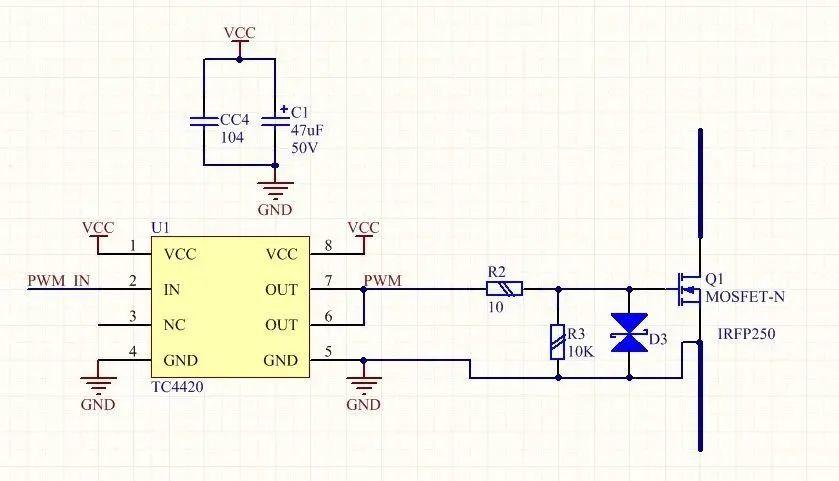 VCC
CC4
104
+ C1
47uF
50V
GND
VCC
U1
VCC
1 VCC VCC 8
PWM_IN 2 IN OUT 7 PWM
3 NC OUT 6
4 GND GND 5
TC4420
GND
GND
R2
10
R3
10K
D3
Q1
MOSFET-N
IRFP250